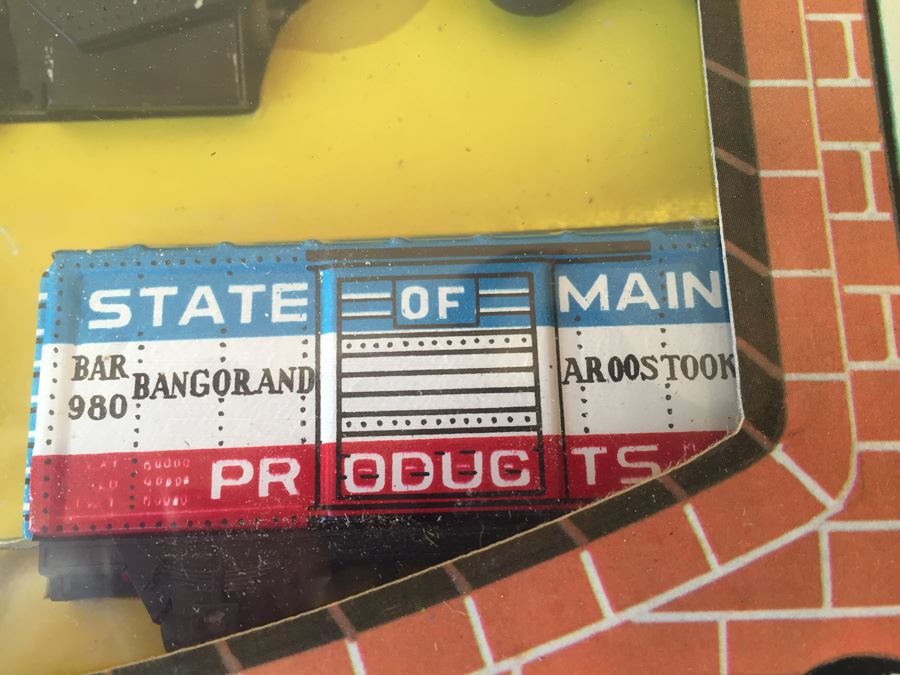 STATE OF MAIN
BAR BANGORAND AROOSTOOK
980
PRODUCTS